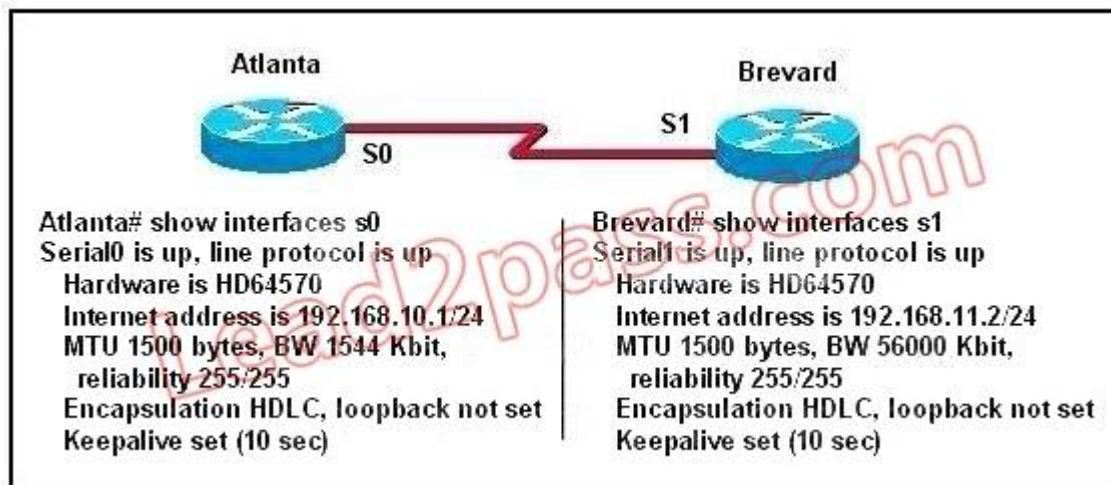 Atlanta
Brevard
S0
S1
Atlanta# show interfaces s0
Serial0 is up, line protocol is up
Hardware is HD64570
Internet address is 192.168.10.1/24
MTU 1500 bytes, BW 1544 Kbit,
reliability 255/255
Encapsulation HDLC, loopback not set
Keepalive set (10 sec)
Brevard# show interfaces s1
Serial1 is up, line protocol is up
Hardware is HD64570
Internet address is 192.168.11.2/24
MTU 1500 bytes, BW 56000 Kbit,
reliability 255/255
Encapsulation HDLC, loopback not set
Keepalive set (10 sec)
Lead2pass.com